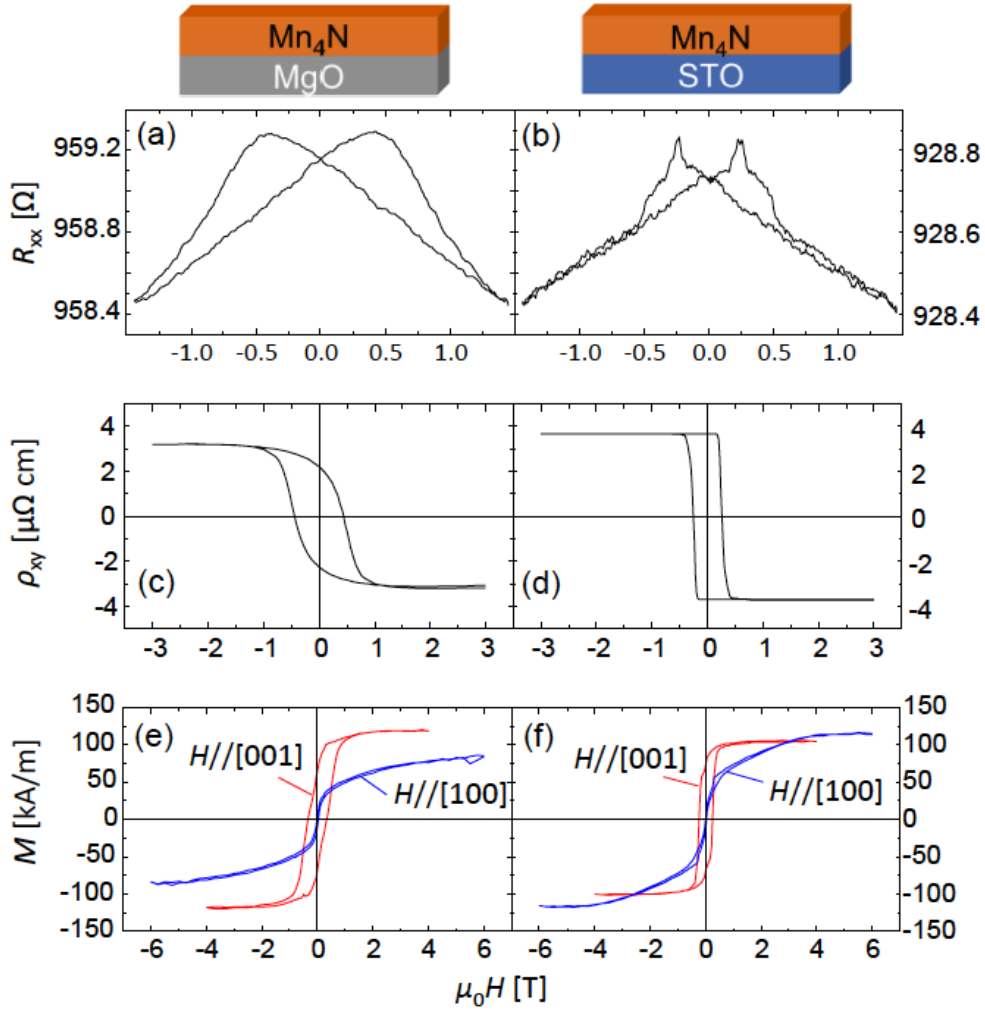 Mn₄N Mn₄N
MgO STO
(a) (b)
959.2 958.8 958.4
928.8 928.6 928.4
Rxx [Ω]
-1.0 -0.5 0.0 0.5 1.0 -1.0 -0.5 0.0 0.5 1.0
4 2 0 -2 -4
4 2 0 -2 -4
ρxy [μΩ cm]
(c) (d)
-3 -2 -1 0 1 2 3 -3 -2 -1 0 1 2 3
150 100 50 0 -50 -100 -150
150 100 50 0 -50 -100 -150
(e) (f)
H//[001] H//[001]
H//[100] H//[100]
M [kA/m]
-6 -4 -2 0 2 4 6 -6 -4 -2 0 2 4 6
μ₀H [T]